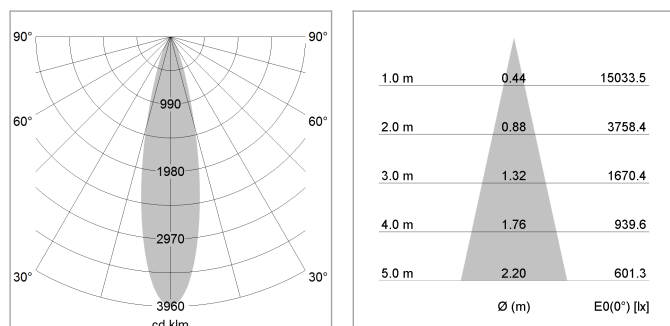 90° 90°
990
60° 60°
1980
2970
30° 30°
3960
cd klm
1.0 m 0.44 15033.5
2.0 m 0.88 3758.4
3.0 m 1.32 1670.4
4.0 m 1.76 939.6
5.0 m 2.20 601.3
Ø (m) E0(0°) [lx]